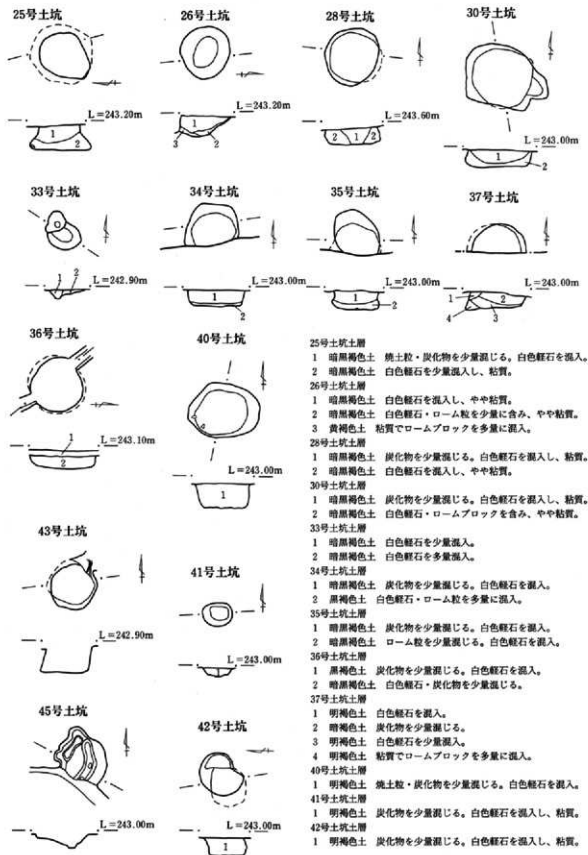 25号土坑
26号土坑
28号土坑
30号土坑
L=243.20m
1
2
L=243.20m
1
3
2
L=243.60m
2 1 2
L=243.00m
1
2
33号土坑
34号土坑
35号土坑
37号土坑
1 2
L=242.90m
L=243.00m
1
2
L=243.00m
1
2
L=243.00m
1
2
4
3
36号土坑
40号土坑
1
L=243.10m
2
L=243.00m
1
43号土坑
41号土坑
L=242.90m
L=243.00m
45号土坑
42号土坑
L=243.00m
L=243.00m
1
25号土坑土層
1 暗黒褐色土 焼土粒・炭化物を少量混じる。白色軽石を混入。
2 暗黒褐色土 白色軽石を少量混入し、粘質。
26号土坑土層
1 暗黒褐色土 白色軽石を混入、やや粘質。
2 暗黒褐色土 白色軽石・ローム粒を少量に含み、やや粘質。
3 黄褐色土 粘質でロームブロックを多量に混入。
28号土坑土層
1 暗黒褐色土 炭化物を少量混じる。白色軽石を混入し、粘質。
2 暗黒褐色土 白色軽石を混入し、やや粘質。
30号土坑土層
1 暗黒褐色土 炭化物を少量混じる。白色軽石を混入し、粘質。
2 暗黒褐色土 白色軽石・ロームブロックを含み、やや粘質。
33号土坑土層
1 暗黒褐色土 白色軽石を少量混入。
2 暗黒褐色土 白色軽石を多量混入。
34号土坑土層
1 暗黒褐色土 炭化物を少量混じる。白色軽石を混入。
2 黒褐色土 白色軽石・ローム粒を多量に混入。
35号土坑土層
1 暗黒褐色土 炭化物を少量混じる。白色軽石を混入。
2 暗黒褐色土 ローム粒を少量混じる。白色軽石を混入。
36号土坑土層
1 黒褐色土 炭化物を少量混じる。白色軽石を混入。
2 暗黒褐色土 白色軽石・炭化物を少量混じる。
37号土坑土層
1 明褐色土 白色軽石を混入。
2 暗褐色土 炭化物を少量混じる。
3 明褐色土 白色軽石を少量混入。
4 明褐色土 粘質でロームブロックを多量に混入。
40号土坑土層
1 明褐色土 焼土粒・炭化物を少量混じる。白色軽石を混入。
41号土坑土層
1 明褐色土 炭化物を少量混じる。白色軽石を混入し、粘質。
42号土坑土層
1 明褐色土 炭化物を少量混じる。白色軽石を混入し、粘質。